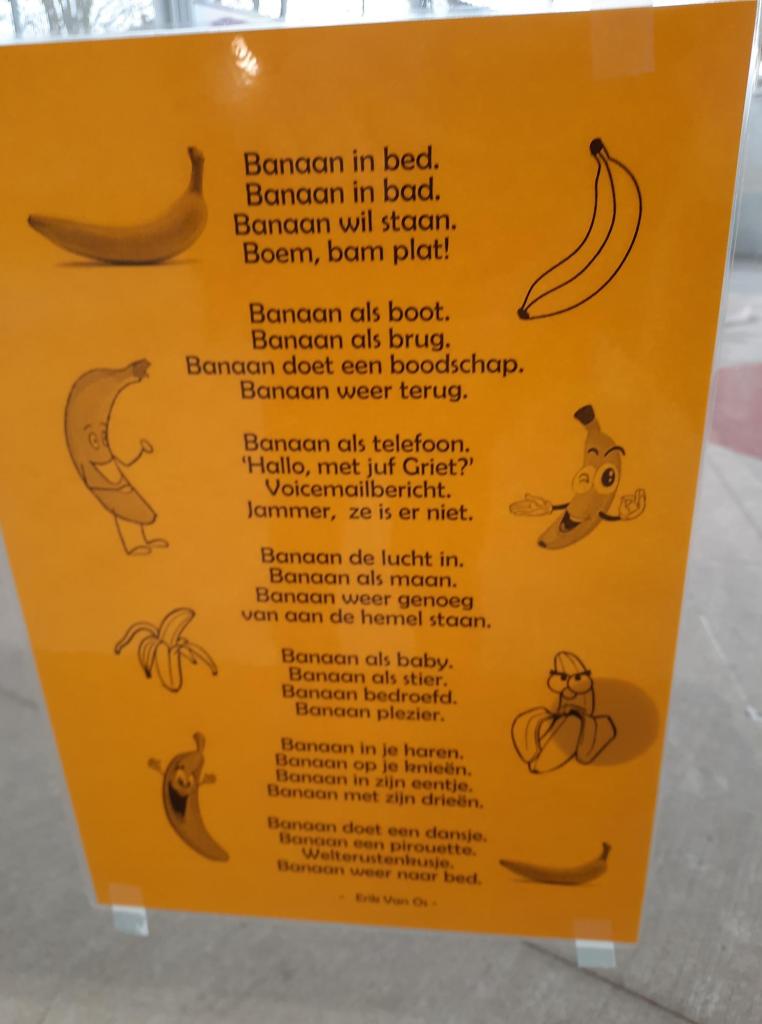 Banaan in bed.
Banaan in bad.
Banaan wil staan.
Boem, bam plat!
Banaan als boot.
Banaan als brug.
Banaan doet een boodschap.
Banaan weer terug.
Banaan als telefoon.
‘Hallo, met juf Griet?’
Voicemailbericht.
Jammer, ze is er niet.
Banaan de lucht in.
Banaan als maan.
Banaan weer genoeg
van aan de hemel staan.
Banaan als baby.
Banaan als stier.
Banaan bedroefd.
Banaan plezier.
Banaan in je haren.
Banaan op je knieën.
Banaan in zijn eentje.
Banaan met zijn drieën.
Banaan doet een dansje.
Banaan een pirouette.
Welterustenkusje.
Banaan weer naar bed.
- Erik Van Os -